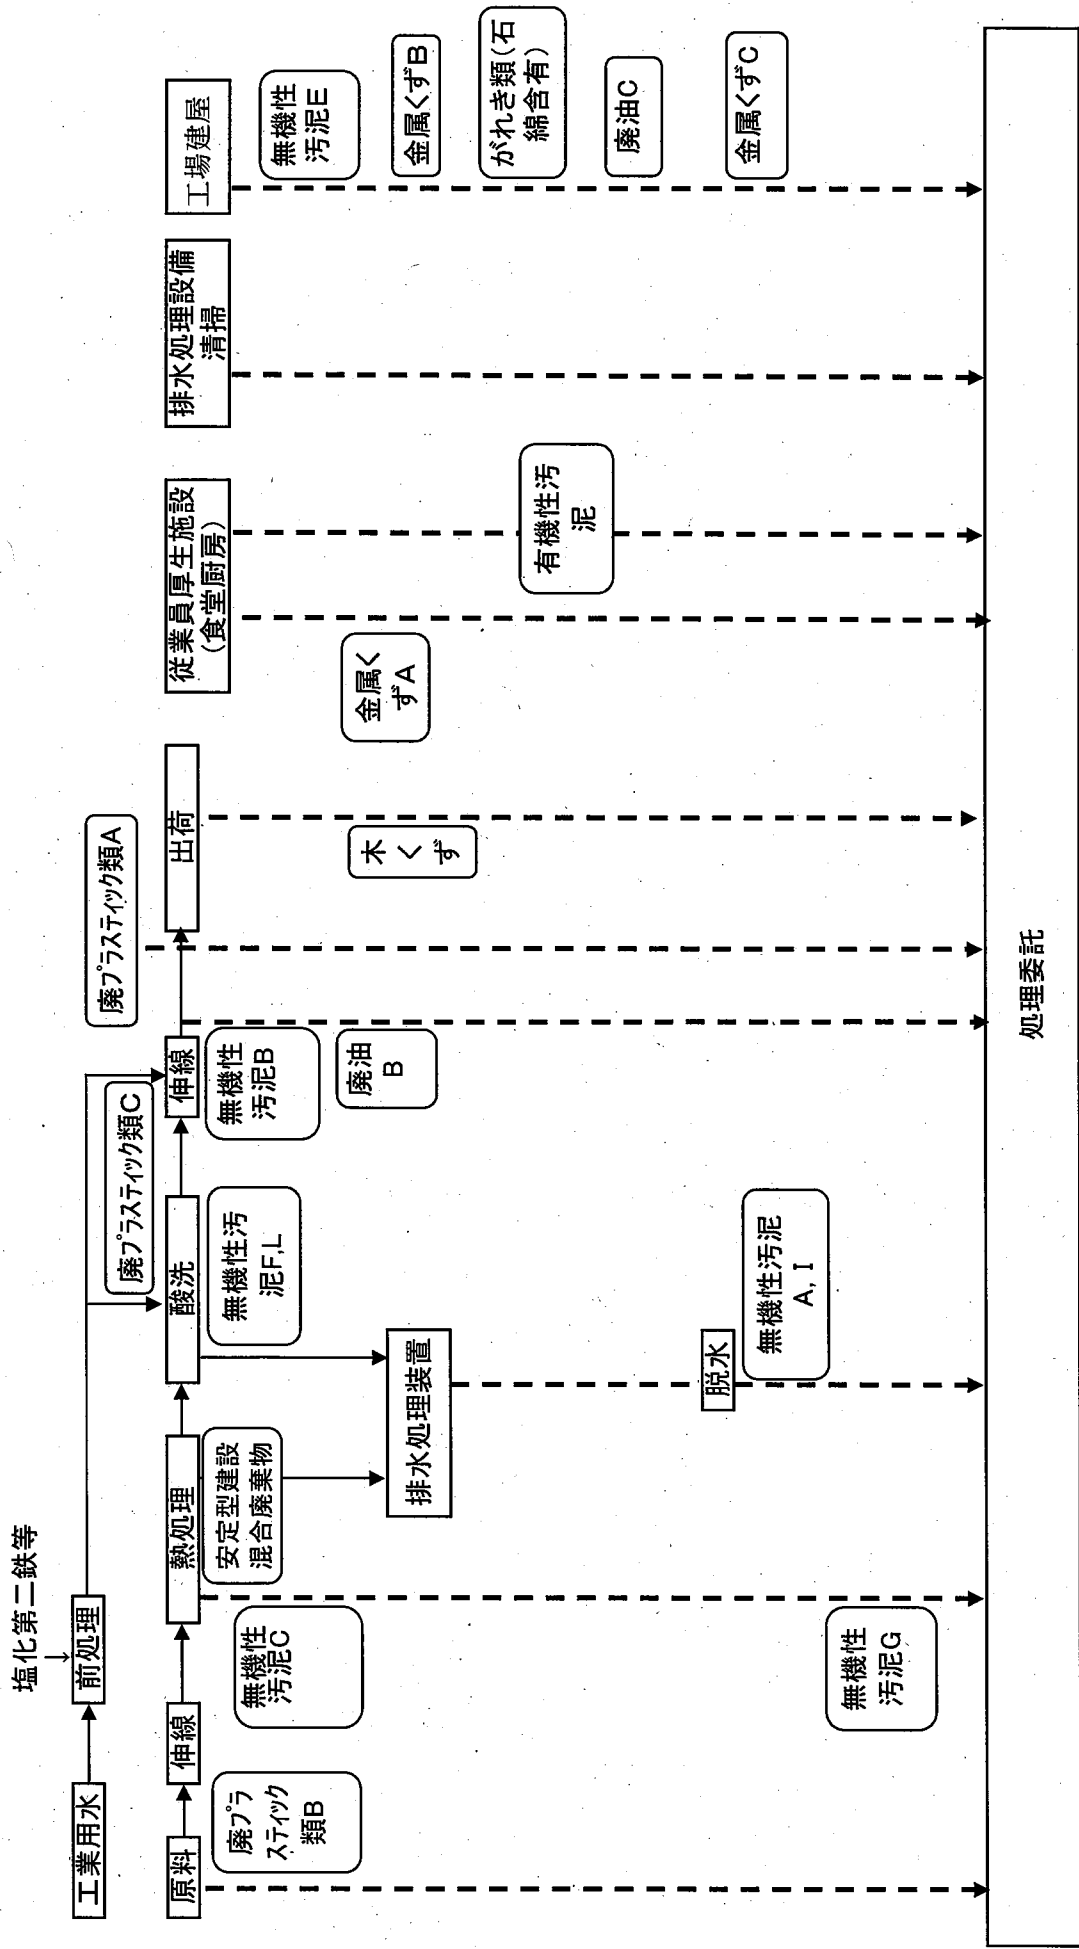 塩化第二鉄等
工業用水
前処理
廃プラスティック類C
廃プラスティック類A
原料
伸線
熱処理
酸洗
伸線
出荷
従業員厚生施設
(食堂厨房)
排水処理設備
清掃
工場建屋
廃プラ
スティック
類B
無機性
汚泥C
安定型建設
混合廃棄物
無機性汚
泥F,L
無機性
汚泥B
廃油
B
木
く
ず
金属く
ずA
有機性汚
泥
無機性
汚泥E
金属くずB
がれき類(石
綿含有)
廃油C
金属くずC
排水処理装置
脱水
無機性汚泥
A, I
無機性
汚泥G
処理委託